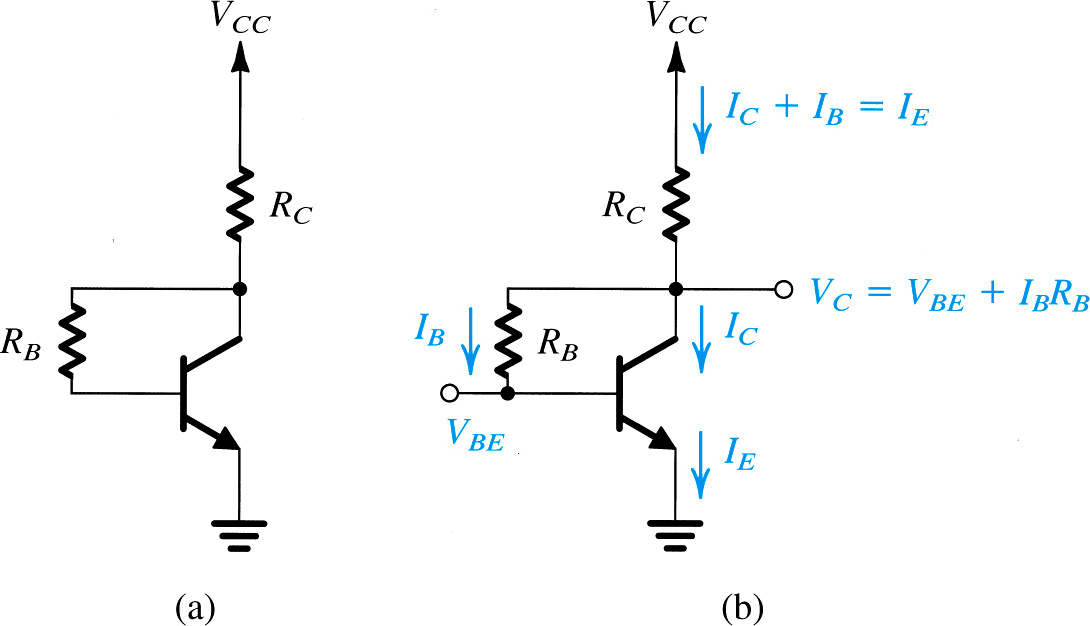 V_CC
R_C
R_B
(a)
V_CC
I_C + I_B = I_E
R_C
V_C = V_BE + I_B R_B
I_B
R_B
I_C
V_BE
I_E
(b)